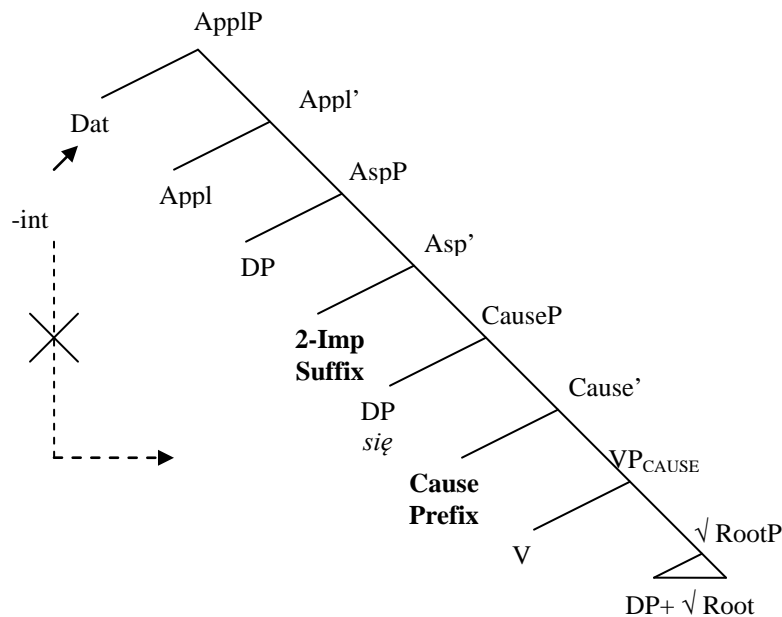 ApplP
Appl’
Dat
AspP
Appl
-int
Asp’
DP
CauseP
2-Imp
Suffix
Cause’
DP
się
VPCAUSE
Cause
Prefix
√ RootP
V
DP+ √ Root